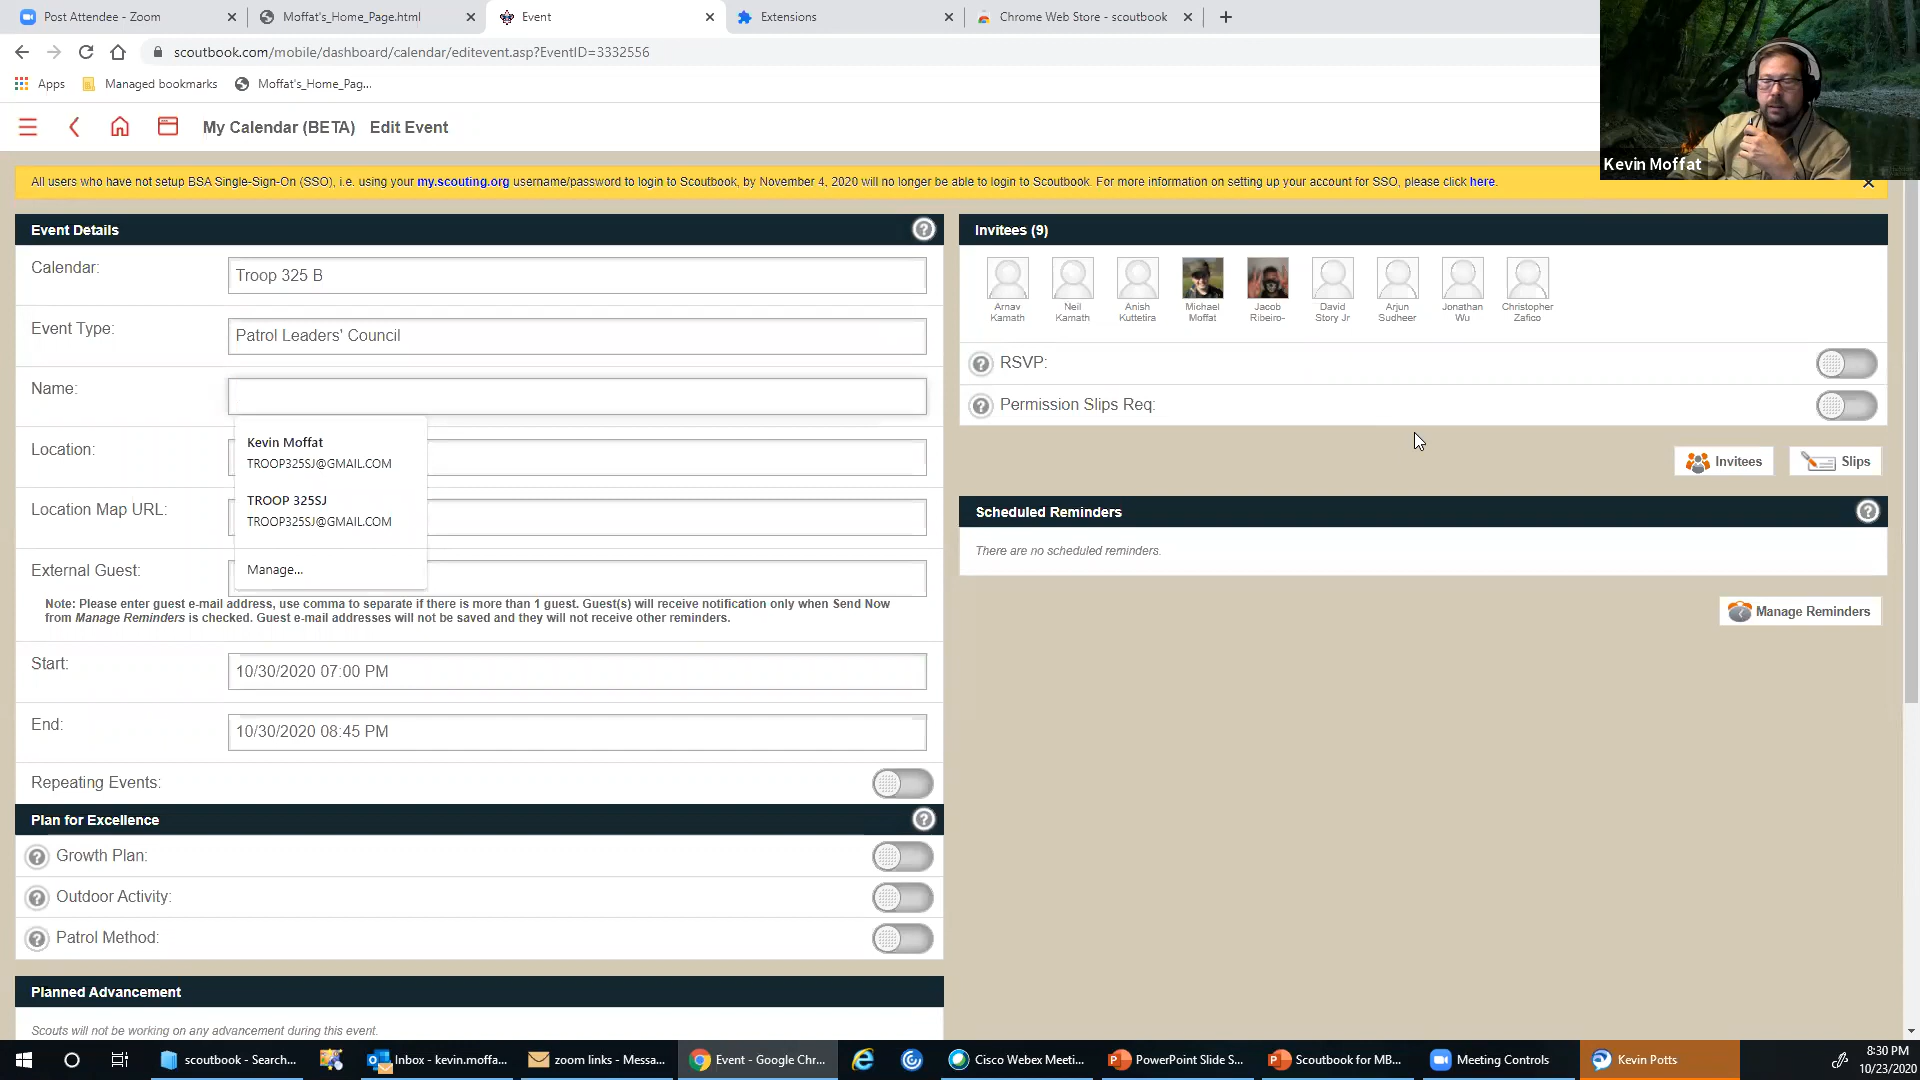 Post Attendee - Zoom
Moffat's_Home_Page.html
Event
Extensions
Chrome Web Store - scoutbook
scoutbook.com/mobile/dashboard/calendar/editevent.asp?EventID=3332556
Apps
Managed bookmarks
Moffat's_Home_Pag...
My Calendar (BETA)
Edit Event
Kevin Moffat
All users who have not setup BSA Single-Sign-On (SSO), i.e. using your my.scouting.org username/password to login to Scoutbook, by November 4, 2020 will no longer be able to login to Scoutbook. For more information on setting up your account for SSO, please click here.
Event Details
Calendar:
Troop 325 B
Event Type:
Patrol Leaders' Council
Name:
Kevin Moffat
TROOP325SJ@GMAIL.COM
TROOP 325SJ
TROOP325SJ@GMAIL.COM
Manage...
Location:
Location Map URL:
External Guest:
Note: Please enter guest e-mail address, use comma to separate if there is more than 1 guest. Guest(s) will receive notification only when Send Now
from Manage Reminders is checked. Guest e-mail addresses will not be saved and they will not receive other reminders.
Start:
10/30/2020 07:00 PM
End:
10/30/2020 08:45 PM
Repeating Events:
Plan for Excellence
Growth Plan:
Outdoor Activity:
Patrol Method:
Planned Advancement
Scouts will not be working on any advancement during this event.
Invitees (9)
Arnav Kamath
Neil Kamath
Anish Kuttetira
Michael Moffat
Jacob Ribeiro-
David Story Jr
Arjun Sudheer
Jonathan Wu
Christopher Zafico
RSVP:
Permission Slips Req:
Invitees
Slips
Scheduled Reminders
There are no scheduled reminders.
Manage Reminders
scoutbook - Search...
Inbox - kevin.moffa...
zoom links - Messa...
Event - Google Chr...
Cisco Webex Meeti...
PowerPoint Slide S...
Scoutbook for MB...
Meeting Controls
Kevin Potts
8:30 PM
10/23/2020